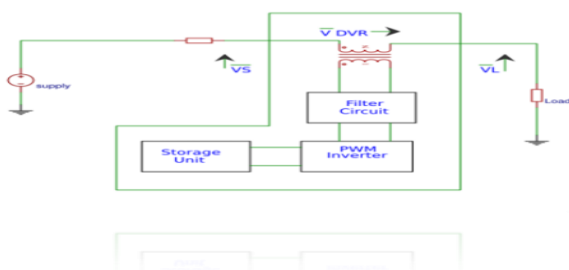 V DVR
VS
VL
supply
Filter
Circuit
Load
Storage
Unit
PWM
Inverter